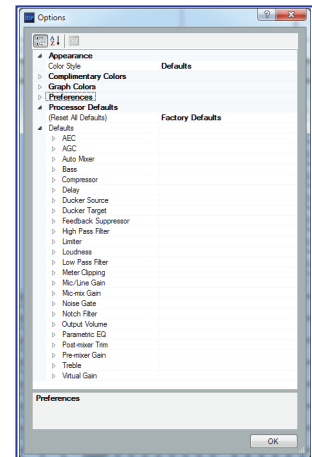 DSP Options
Appearance
Color Style Defaults
Complimentary Colors
Graph Colors
Preferences
Processor Defaults
(Reset All Defaults) Factory Defaults
Defaults
AEC
AGC
Auto Mixer
Bass
Compressor
Delay
Ducker Source
Ducker Target
Feedback Suppressor
High Pass Filter
Limiter
Loudness
Low Pass Filter
Meter Clipping
Mic/Line Gain
Mic-mix Gain
Noise Gate
Notch Filter
Output Volume
Parametric EQ
Post-mixer Trim
Pre-mixer Gain
Treble
Virtual Gain
Preferences
OK